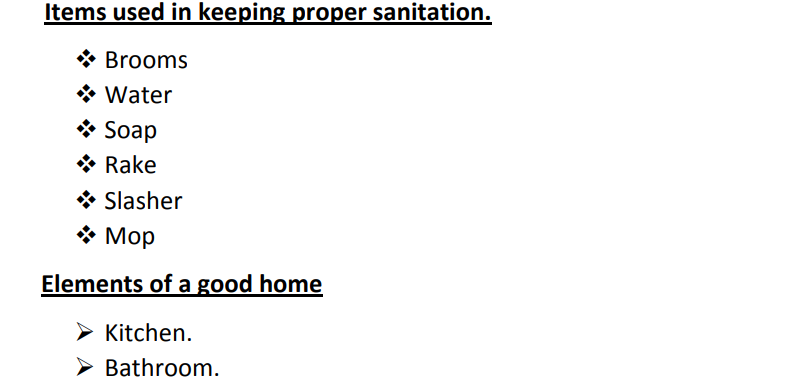 Items used in keeping proper sanitation.
❖ Brooms
❖ Water
❖ Soap
❖ Rake
❖ Slasher
❖ Mop
Elements of a good home
➢ Kitchen.
➢ Bathroom.